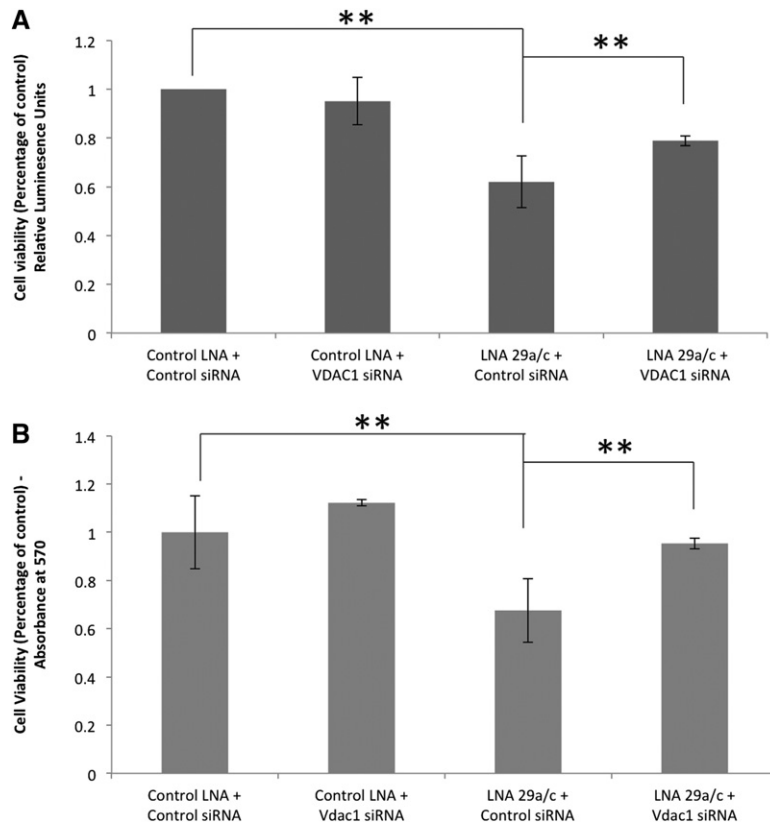 A
**
**
1.2
1
0.8
0.6
0.4
0.2
0
Cell viability (Percentage of control)
Relative Luminesence Units
Control LNA +
Control siRNA
Control LNA +
VDAC1 siRNA
LNA 29a/c +
Control siRNA
LNA 29a/c +
VDAC1 siRNA
B
**
**
1.4
1.2
1
0.8
0.6
0.4
0.2
0
Cell Viability (Percentage of control) -
Absorbance at 570
Control LNA +
Control siRNA
Control LNA +
Vdac1 siRNA
LNA 29a/c +
Control siRNA
LNA 29a/c +
Vdac1 siRNA